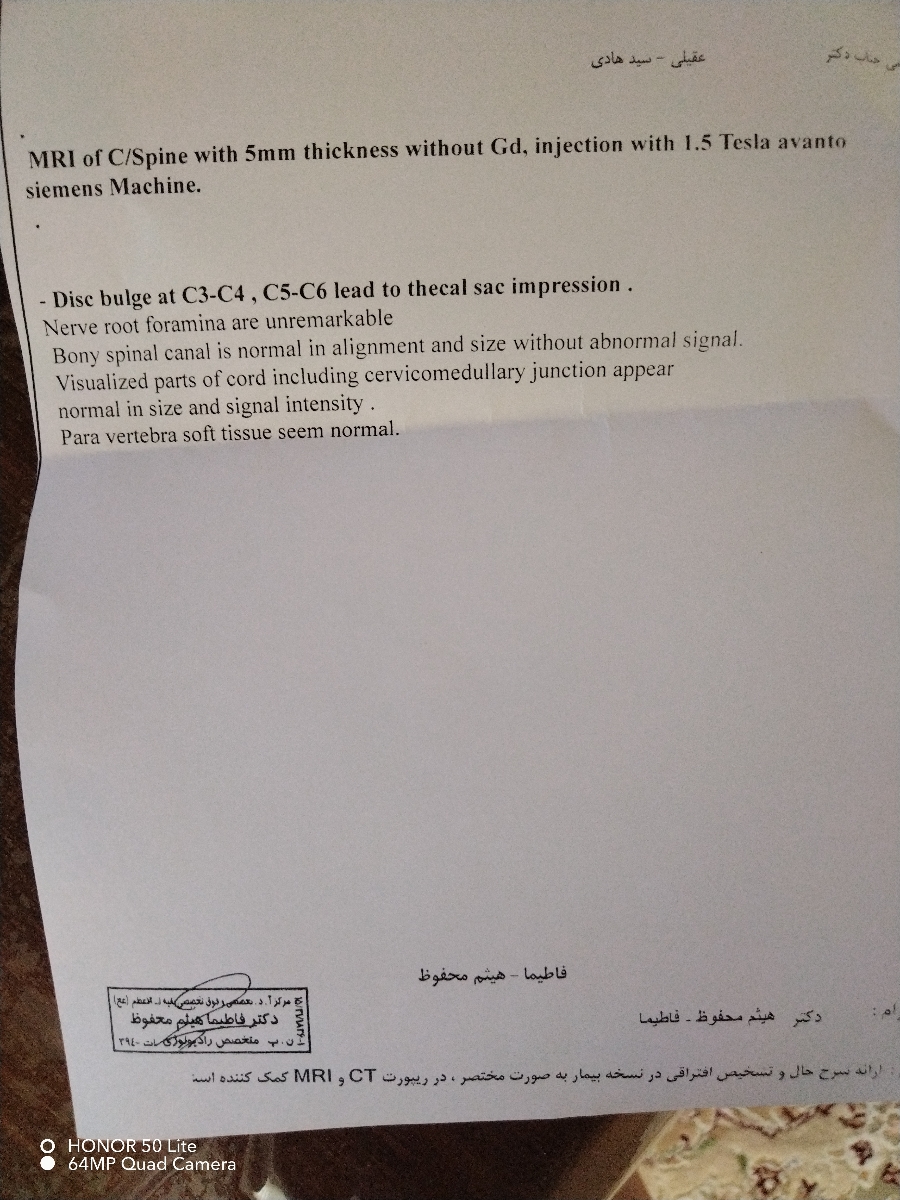 جناب دکتر عقیلی - سید هادی
MRI of C/Spine with 5mm thickness without Gd, injection with 1.5 Tesla avanto
siemens Machine.
.
- Disc bulge at C3-C4 , C5-C6 lead to thecal sac impression .
Nerve root foramina are unremarkable
Bony spinal canal is normal in alignment and size without abnormal signal.
Visualized parts of cord including cervicomedullary junction appear
normal in size and signal intensity .
Para vertebra soft tissue seem normal.
فاطیما - هیثم محفوظ
دکتر هیثم محفوظ - فاطیما
دکتر فاطیما هیثم محفوظ
متخصص رادیولوژی
ارائه شرح حال و تشخیص افتراقی در نسخه بیمار به صورت مختصر ، در ریپورت CT و MRI کمک کننده
HONOR 50 Lite
64MP Quad Camera